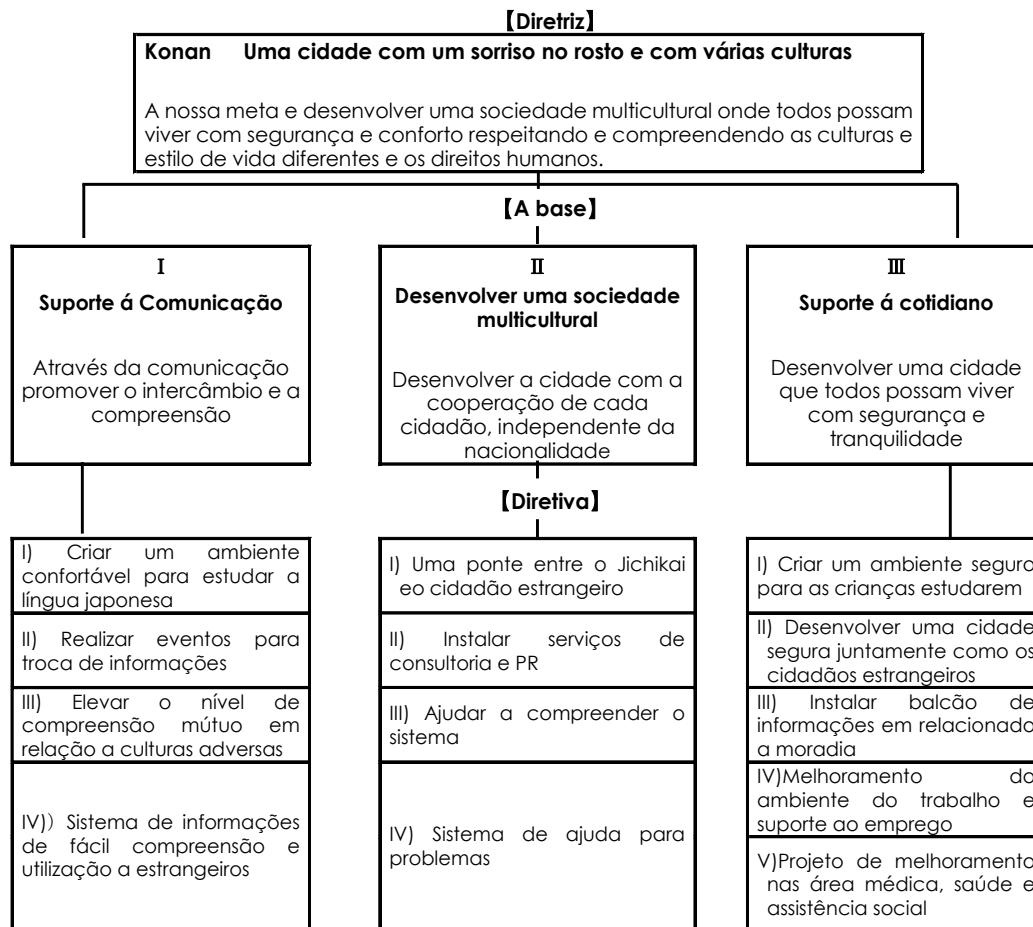 【Diretriz】
Konan Uma cidade com um sorriso no rosto e com várias culturas
A nossa meta e desenvolver uma sociedade multicultural onde todos possam
viver com segurança e conforto respeitando e compreendendo as culturas e
estilo de vida diferentes e os direitos humanos.
【A base】
Ⅰ
Suporte á Comunicação
Através da comunicação
promover o intercâmbio e a
compreensão
Ⅱ
Desenvolver uma sociedade
multicultural
Desenvolver a cidade com a
cooperação de cada
cidadão, independente da
nacionalidade
Ⅲ
Suporte á cotidiano
Desenvolver uma cidade
que todos possam viver
com segurança e
tranquilidade
【Diretiva】
I) Criar um ambiente
confortável para estudar a
língua japonesa
II) Realizar eventos para
troca de informações
III) Elevar o nível de
compreensão mútuo em
relação a culturas adversas
IV)） Sistema de informações
de fácil compreensão e
utilização a estrangeiros
I) Uma ponte entre o Jichikai
eo cidadão estrangeiro
II) Instalar serviços de
consultoria e PR
III) Ajudar a compreender o
sistema
IV) Sistema de ajuda para
problemas
I) Criar um ambiente segura
para as crianças estudarem
II) Desenvolver uma cidade
segura juntamente como os
cidadãos estrangeiros
III) Instalar balcão de
informações em relacionado
a moradia
IV)Melhoramento do
ambiente do trabalho e
suporte ao emprego
V)Projeto de melhoramento
nas área médica, saúde e
assistência social